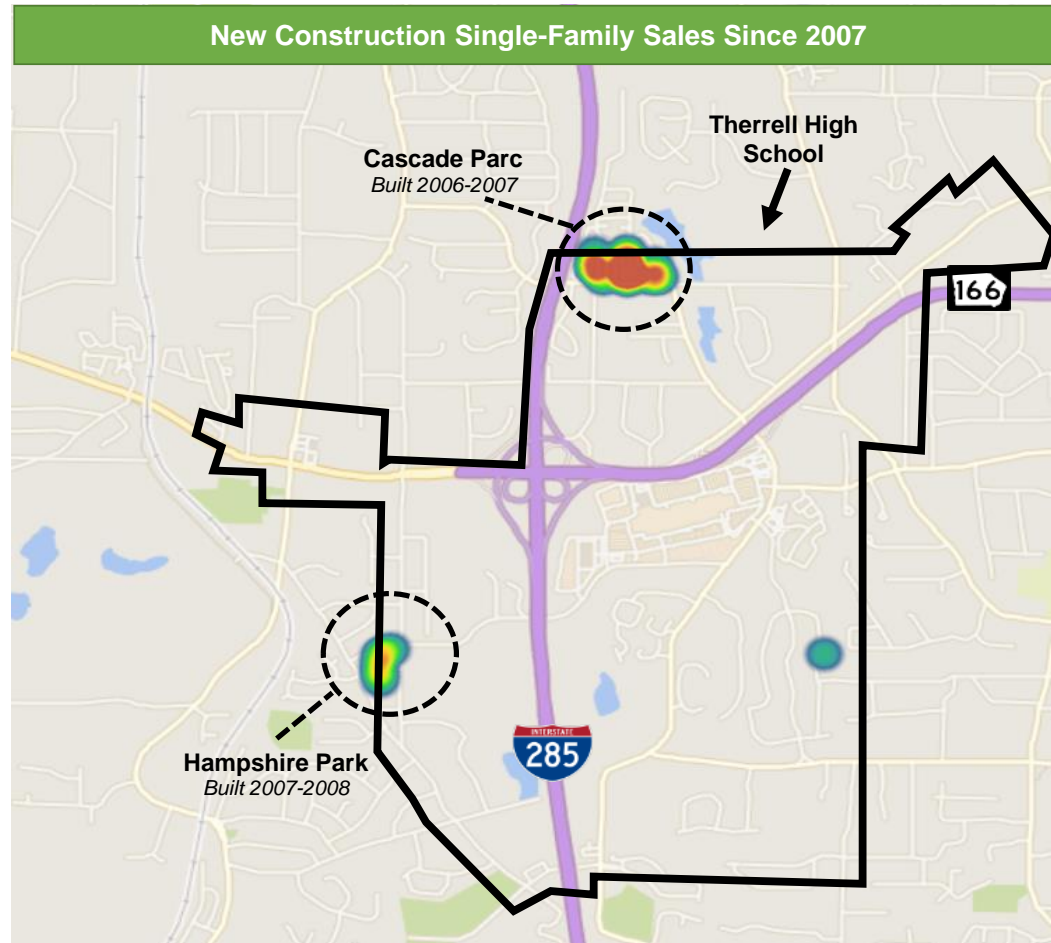 New Construction Single-Family Sales Since 2007
Therrell High
School
Cascade Parc
Built 2006-2007
166
INTERSTATE
285
Hampshire Park
Built 2007-2008